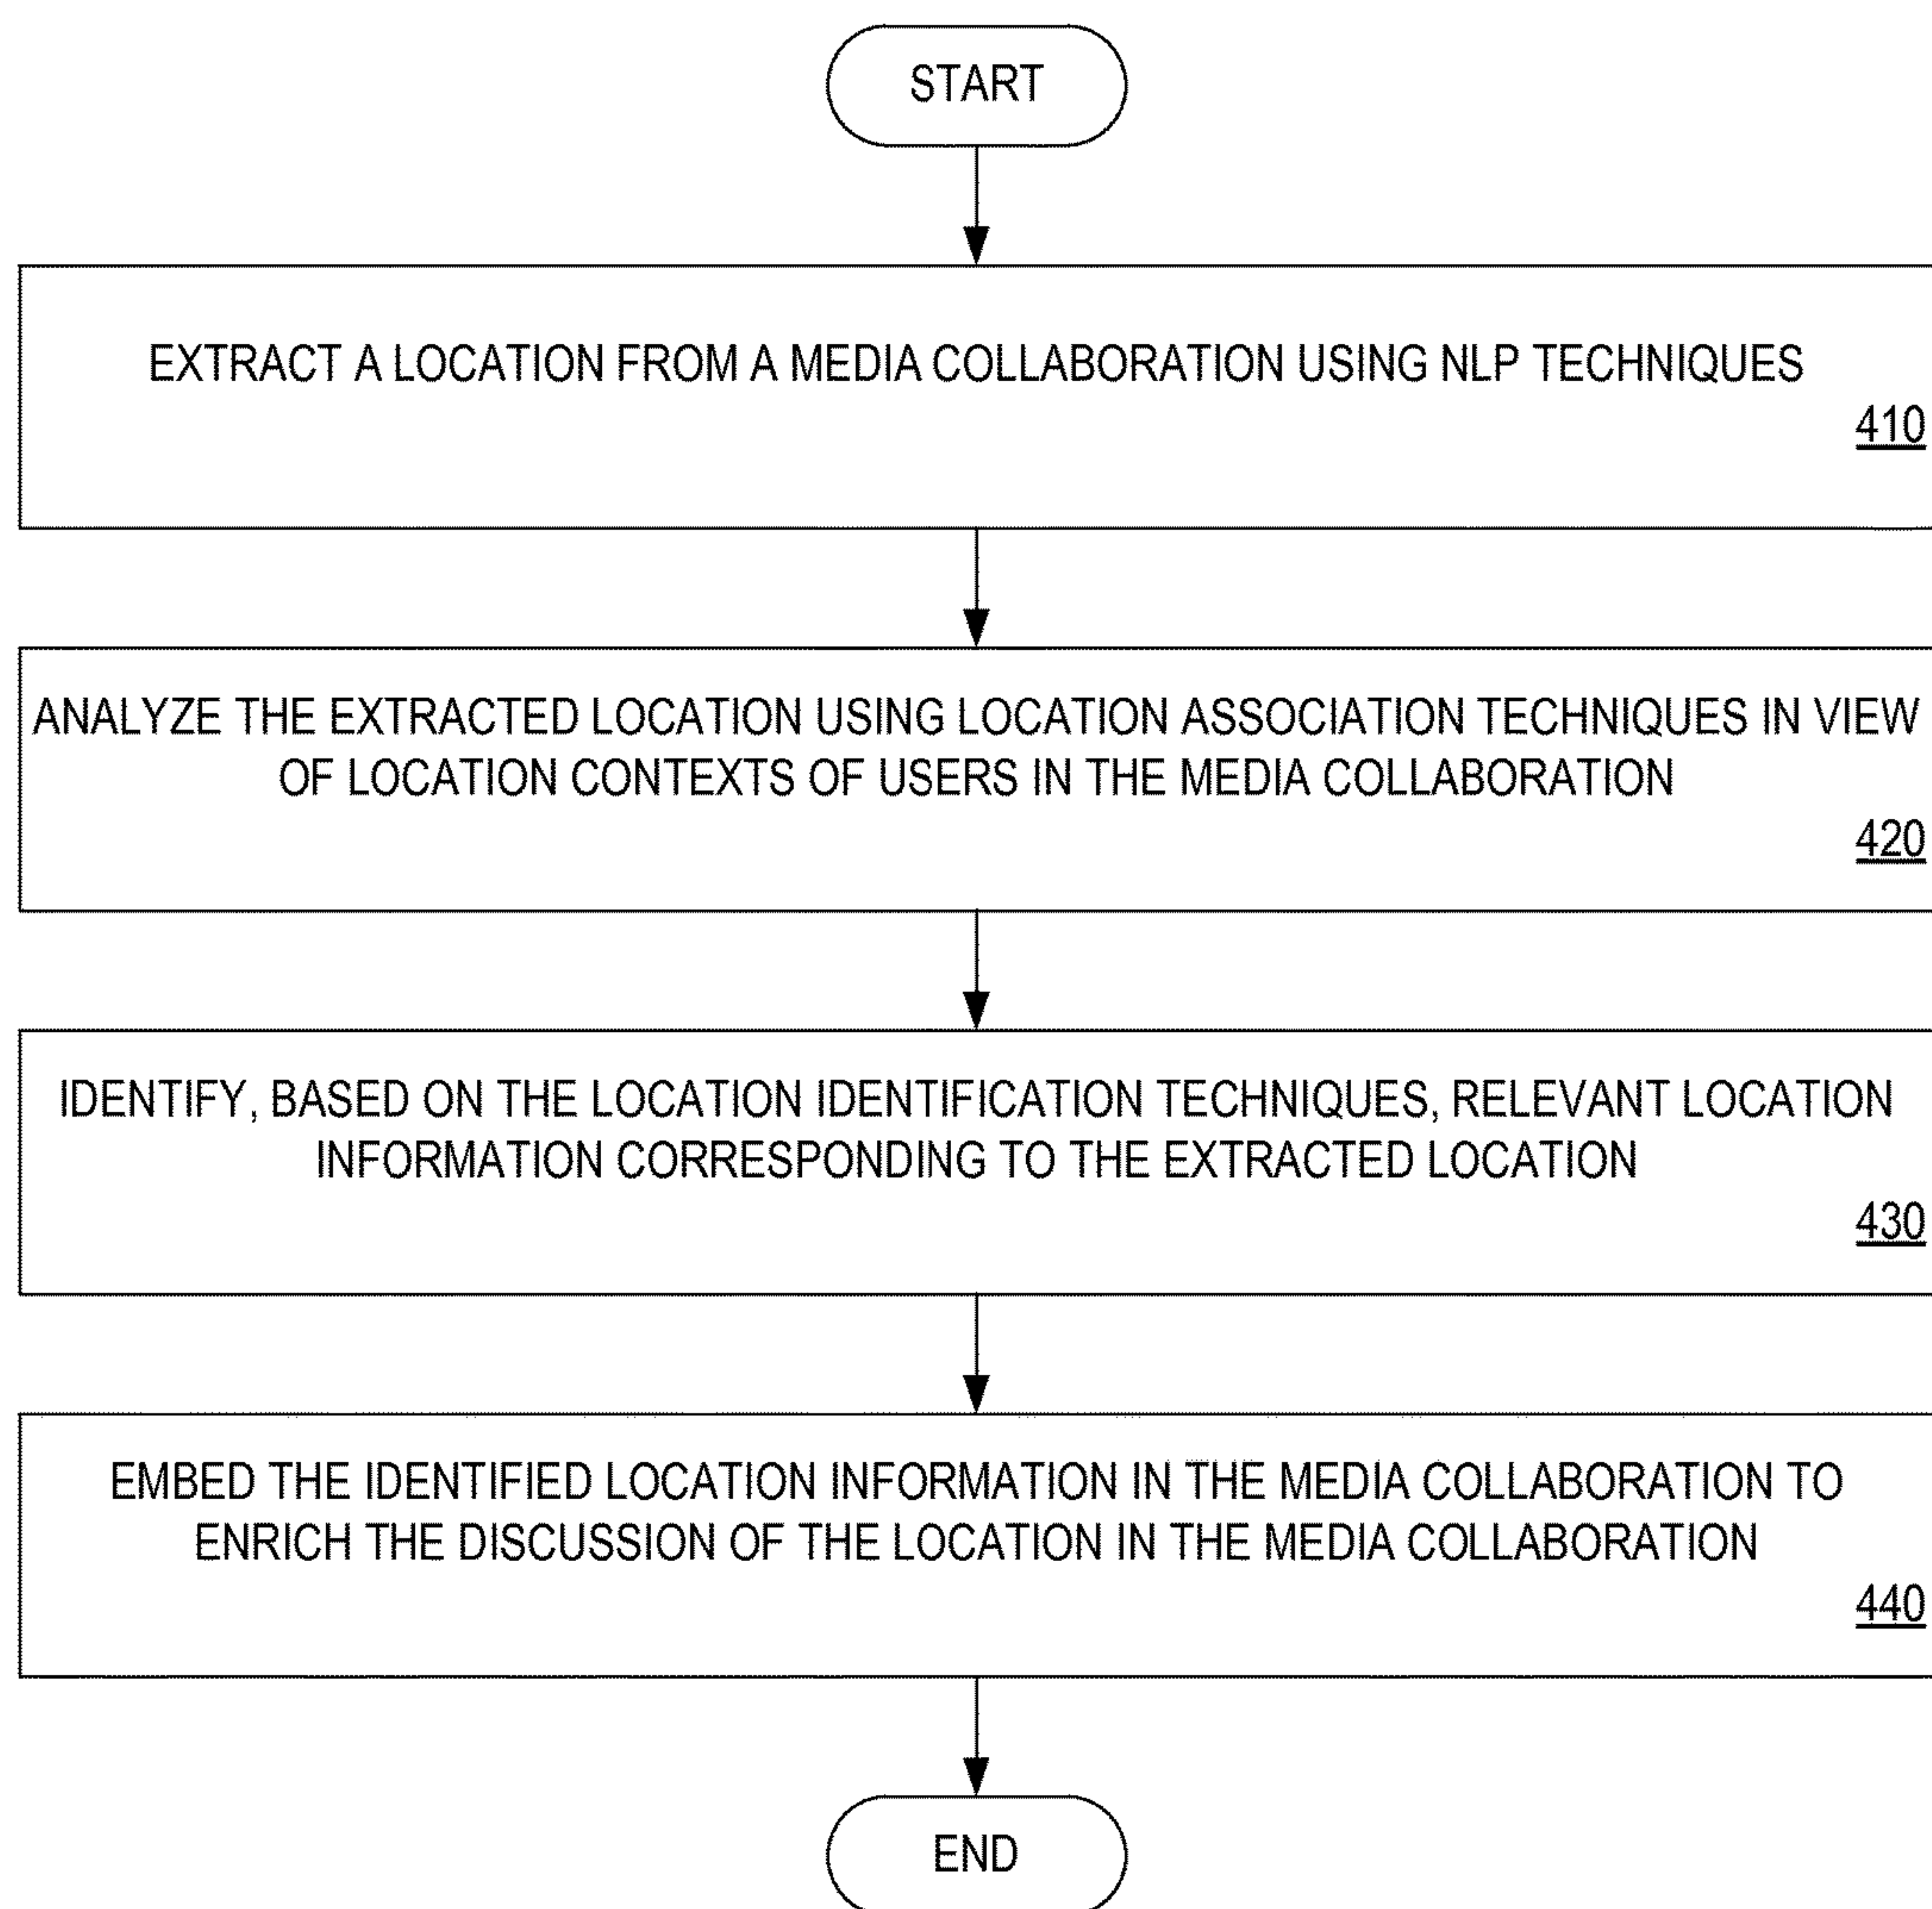 START
EXTRACT A LOCATION FROM A MEDIA COLLABORATION USING NLP TECHNIQUES
410
ANALYZE THE EXTRACTED LOCATION USING LOCATION ASSOCIATION TECHNIQUES IN VIEW
OF LOCATION CONTEXTS OF USERS IN THE MEDIA COLLABORATION
420
IDENTIFY, BASED ON THE LOCATION IDENTIFICATION TECHNIQUES, RELEVANT LOCATION
INFORMATION CORRESPONDING TO THE EXTRACTED LOCATION
430
EMBED THE IDENTIFIED LOCATION INFORMATION IN THE MEDIA COLLABORATION TO
ENRICH THE DISCUSSION OF THE LOCATION IN THE MEDIA COLLABORATION
440
END